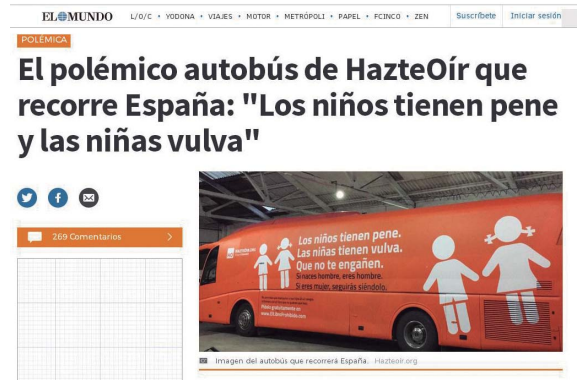 EL MUNDO
L/O/C • YODONA • VIAJES • MOTOR • METRÓPOLI • PAPEL • FCINCO • ZEN
Suscríbete
Iniciar sesión
POLÉMICA
El polémico autobús de HazteOír que
recorre España: "Los niños tienen pene
y las niñas vulva"
269 Comentarios
Los niños tienen pene.
Las niñas tienen vulva.
Que no te engañen.
Si naces hombre, eres hombre.
Si eres mujer, seguirás siéndolo.
Imagen del autobús que recorrerá España. Hazteoir.org